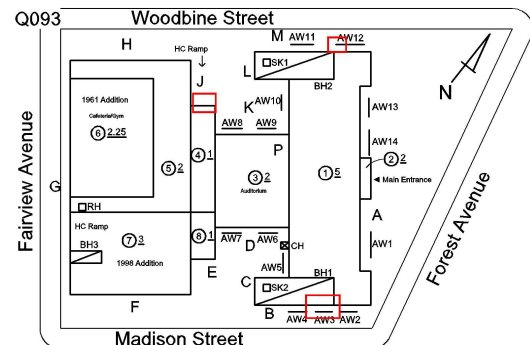 Q093
Woodbine Street
H
HC Ramp
J
M
AW11
AW12
L
SK1
BH2
N
1961 Addition
Cafeteria/Gym
6 2.25
K
AW10
AW13
AW8
AW9
AW14
5 2
4 1
P
3 2
Auditorium
1 5
2 2
Main Entrance
Fairview Avenue
G
RH
HC Ramp
BH3
7 3
1998 Addition
8 1
AW7
AW6
D
CH
A
AW1
E
AW5
C
BH1
SK2
F
B
AW4
AW3
AW2
Forest Avenue
Madison Street